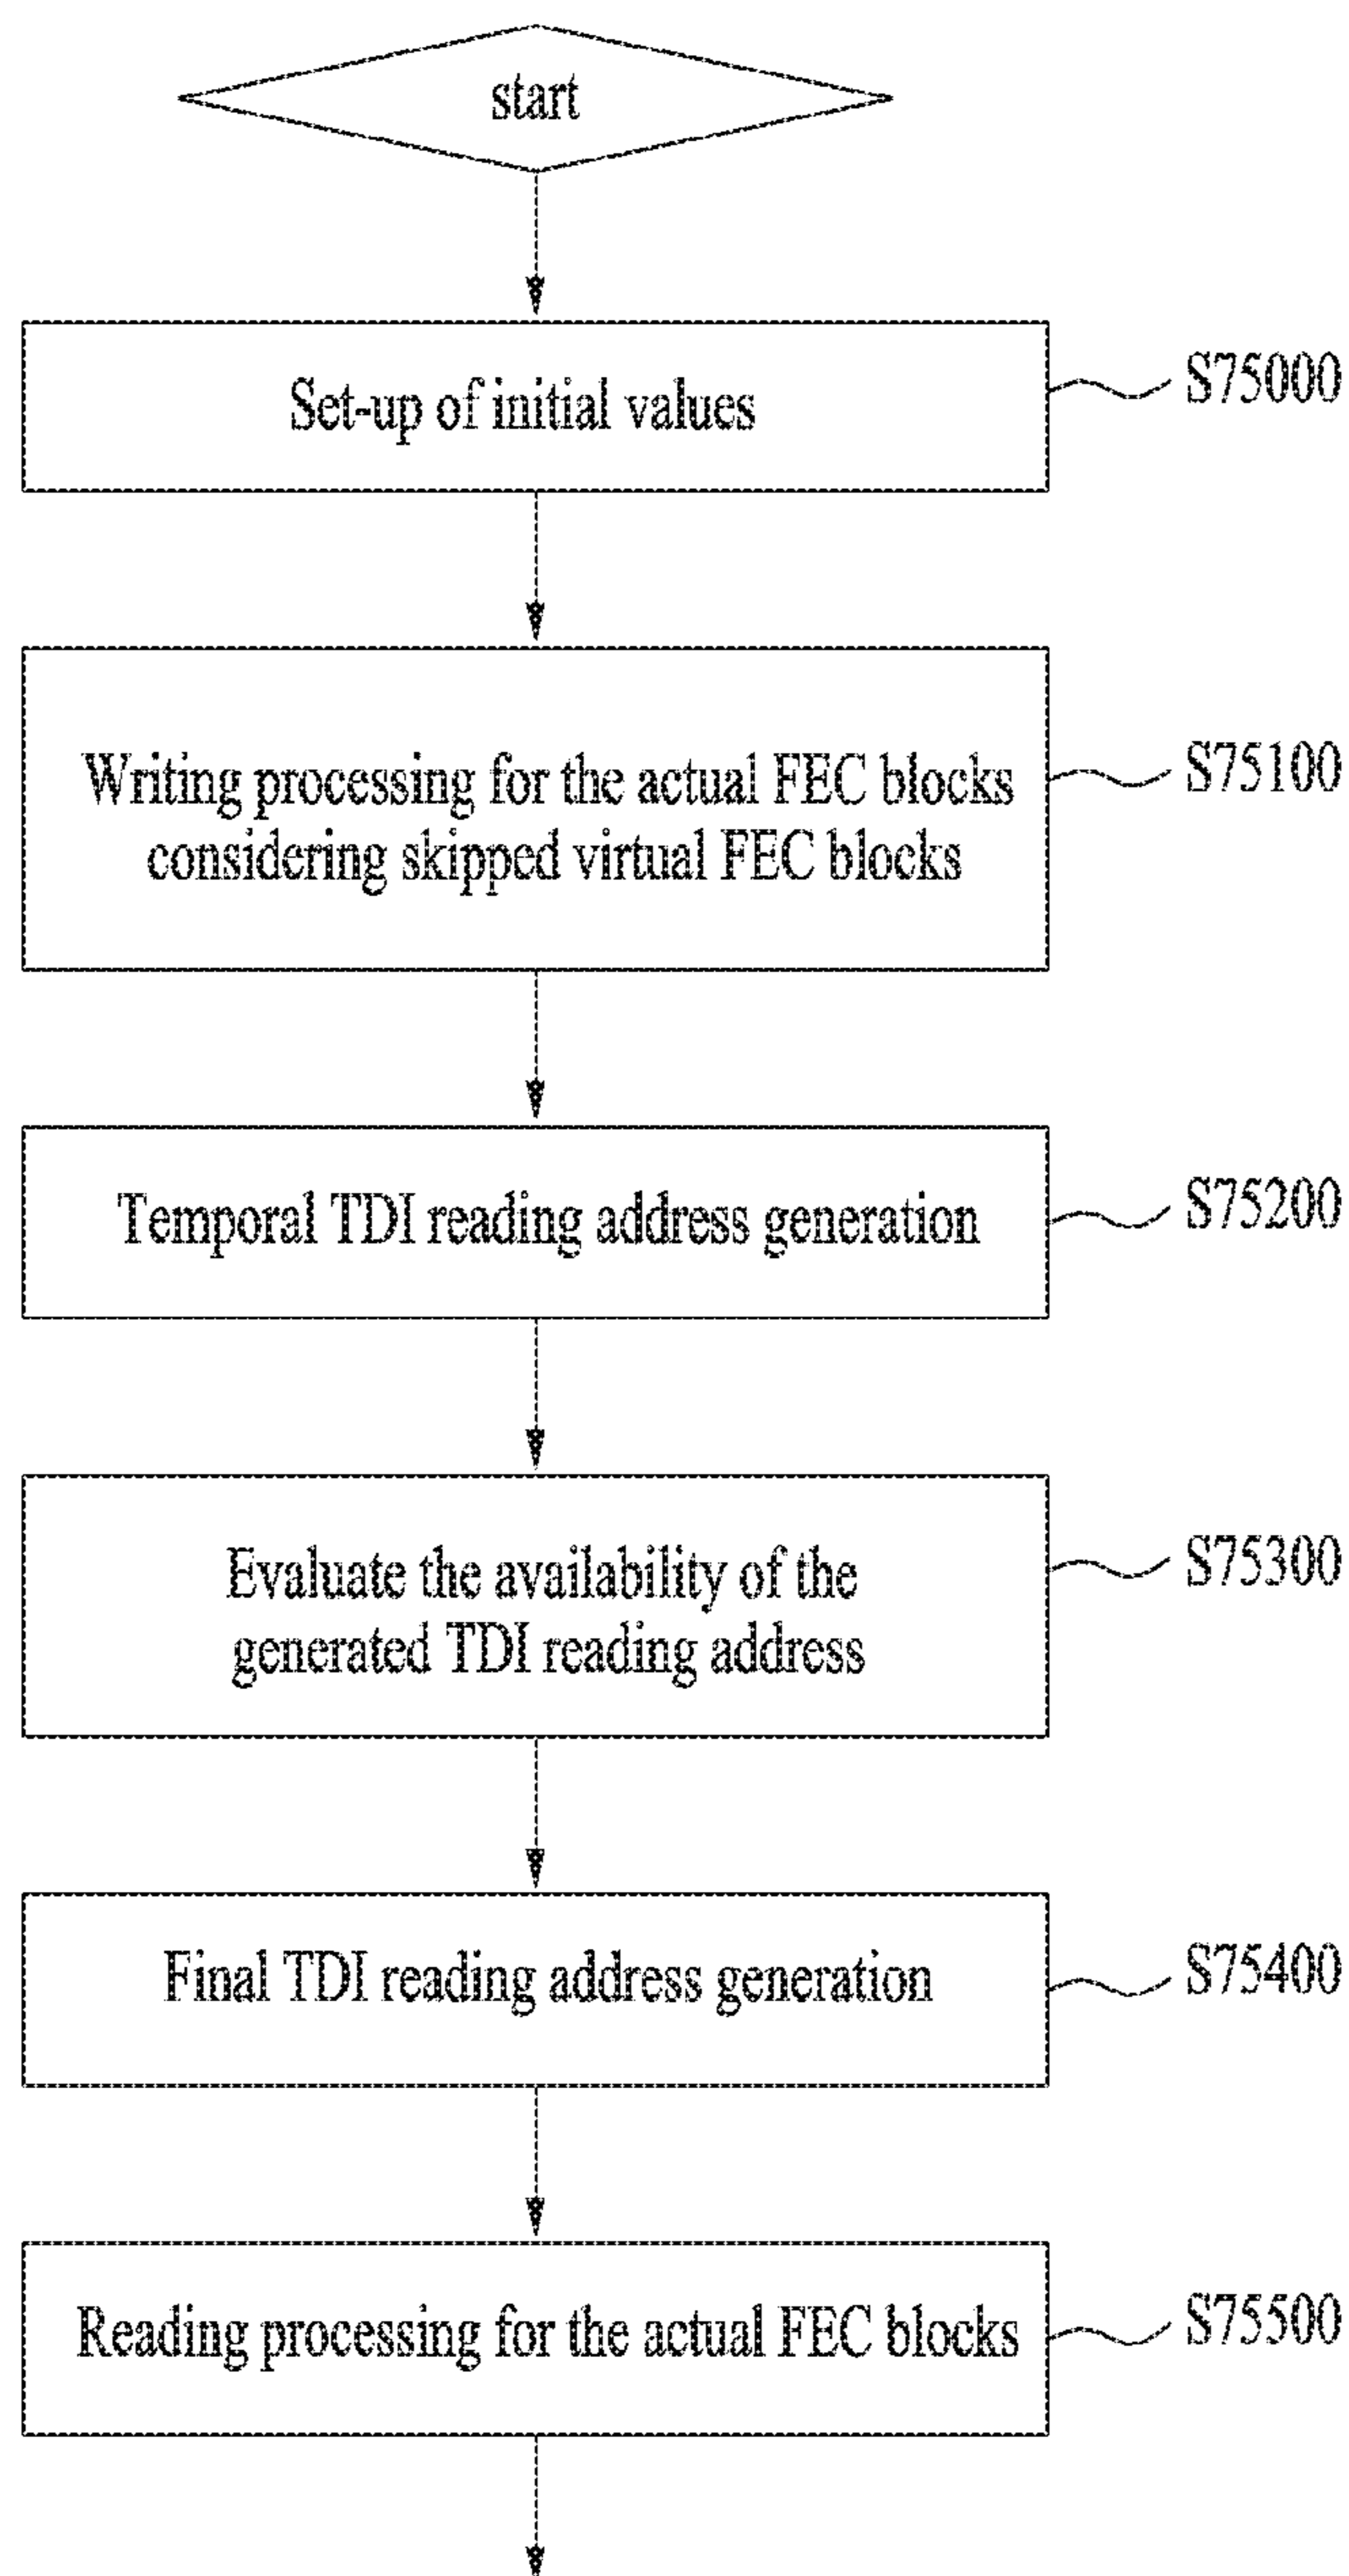 start
Set-up of initial values
S75000
Writing processing for the actual FEC blocks
considering skipped virtual FEC blocks
S75100
Temporal TDI reading address generation
S75200
Evaluate the availability of the
generated TDI reading address
S75300
Final TDI reading address generation
S75400
Reading processing for the actual FEC blocks
S75500